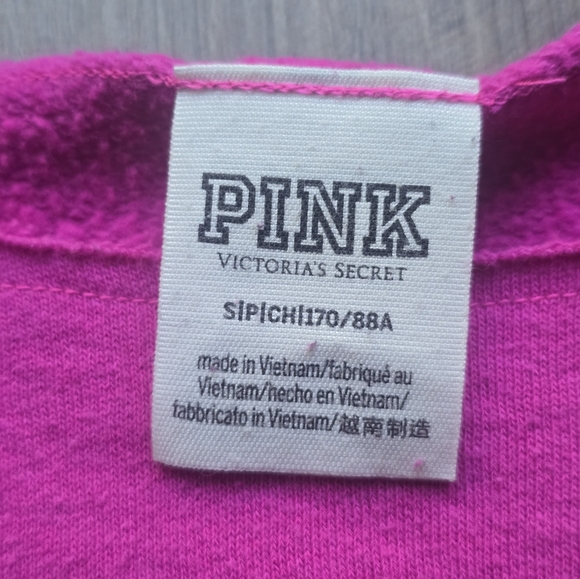 PINK
VICTORIA'S SECRET
S|P|CH|170/88A
made in Vietnam/fabriqué au
Vietnam/hecho en Vietnam/
fabbricato in Vietnam/越南制造